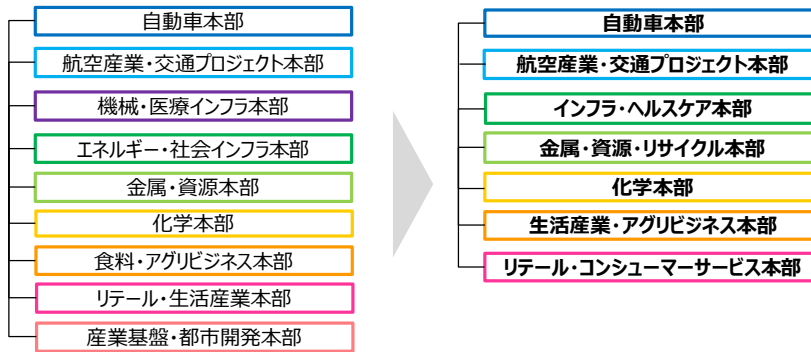 自動車本部
航空産業・交通プロジェクト本部
機械・医療インフラ本部
エネルギー・社会インフラ本部
金属・資源本部
化学本部
食料・アグリビジネス本部
リテール・生活産業本部
産業基盤・都市開発本部
自動車本部
航空産業・交通プロジェクト本部
インフラ・ヘルスケア本部
金属・資源・リサイクル本部
化学本部
生活産業・アグリビジネス本部
リテール・コンシューマーサービス本部